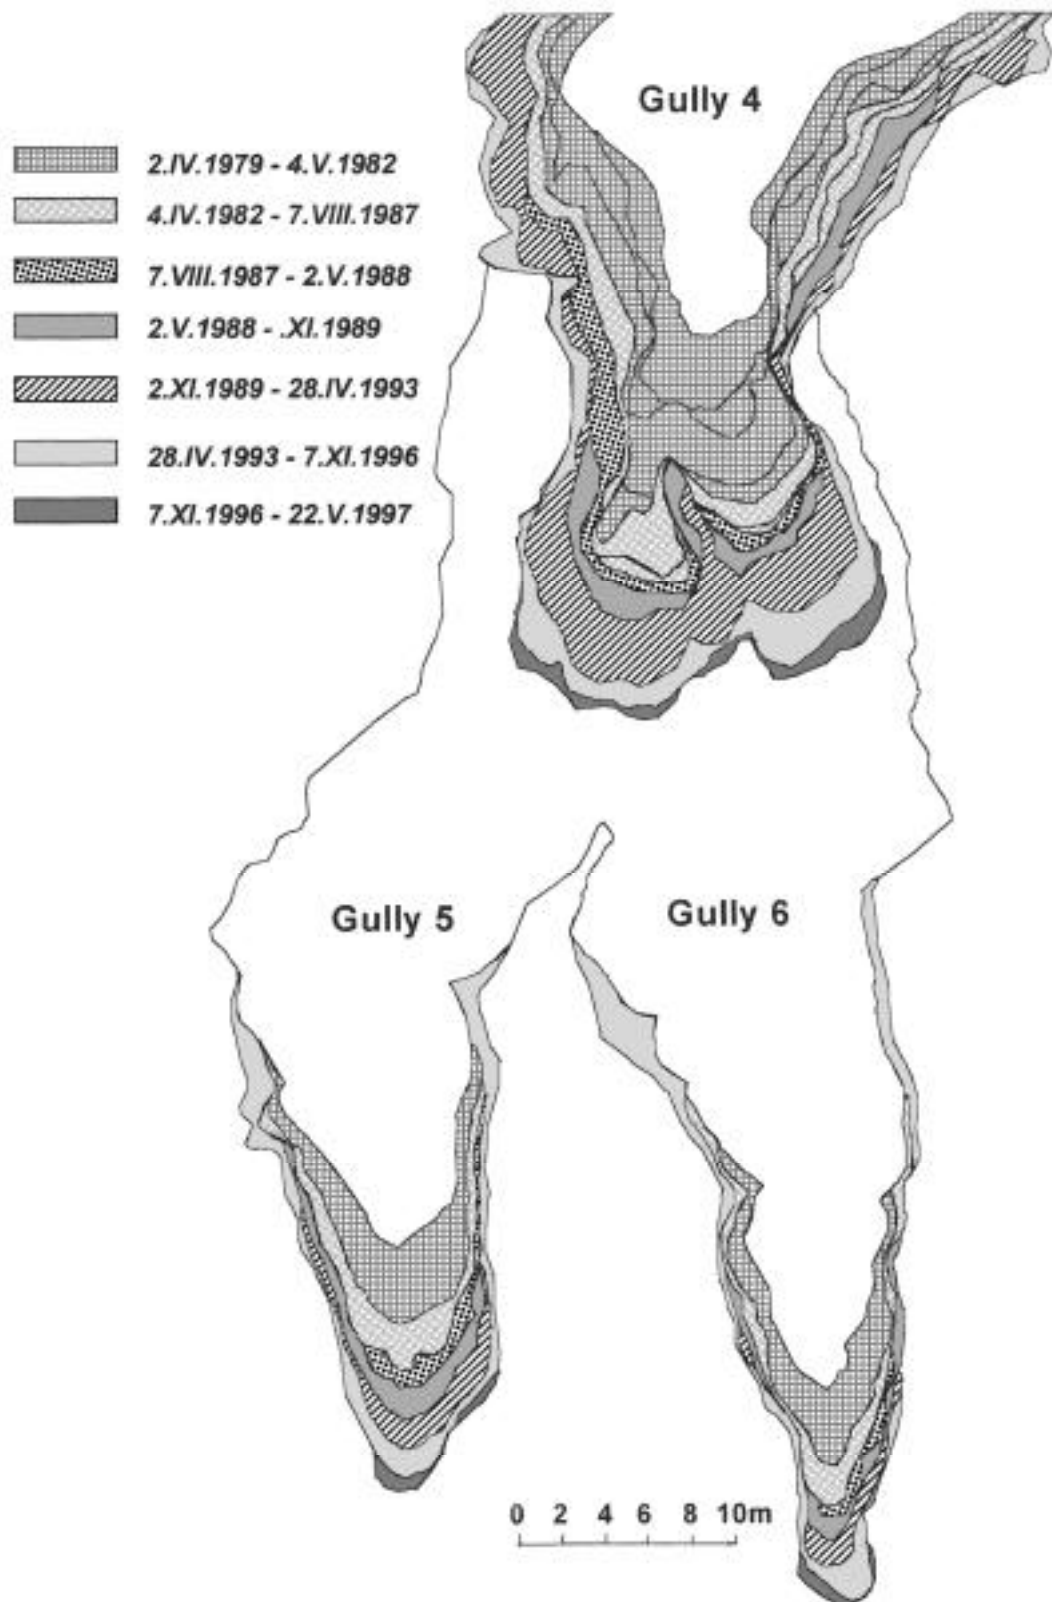 Gully 4
2.IV.1979 - 4.V.1982
4.IV.1982 - 7.VIII.1987
7.VIII.1987 - 2.V.1988
2.V.1988 - .XI.1989
2.XI.1989 - 28.IV.1993
28.IV.1993 - 7.XI.1996
7.XI.1996 - 22.V.1997
Gully 5
Gully 6
0 2 4 6 8 10m